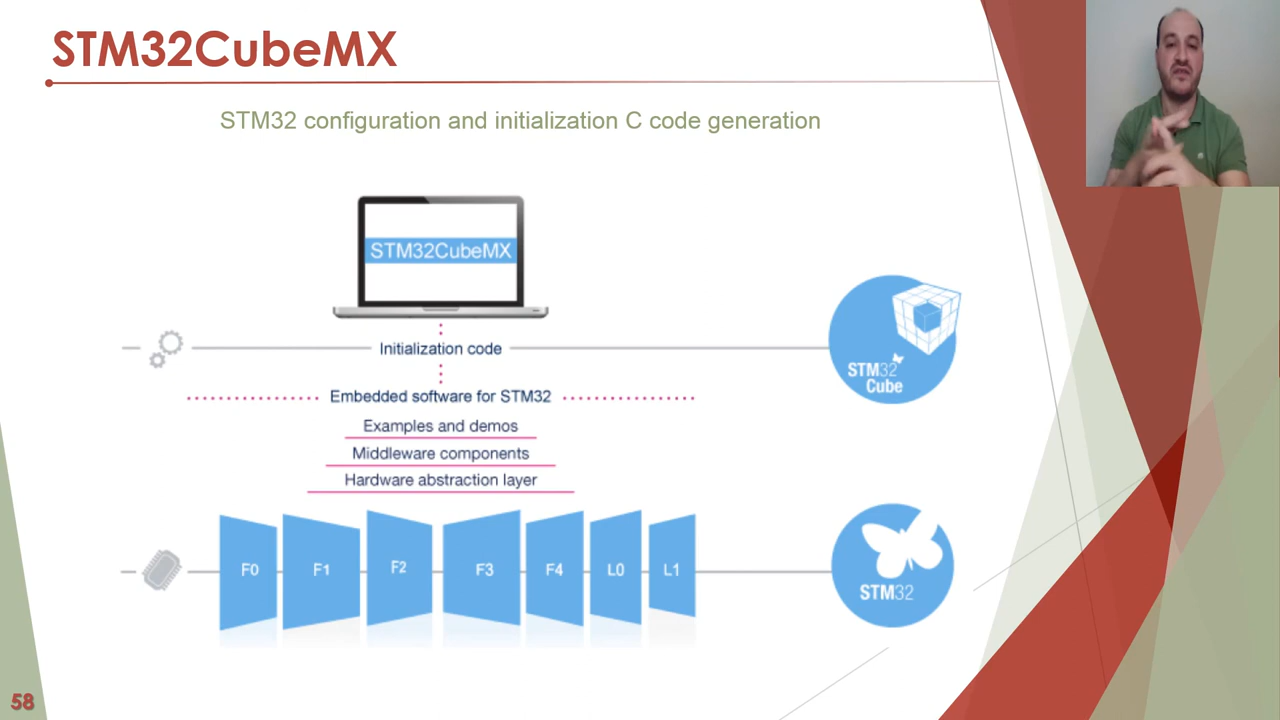 STM32CubeMX
STM32 configuration and initialization C code generation
STM32CubeMX
Initialization code
STM32
Cube
Embedded software for STM32
Examples and demos
Middleware components
Hardware abstraction layer
F0 F1 F2 F3 F4 L0 L1
STM32
58